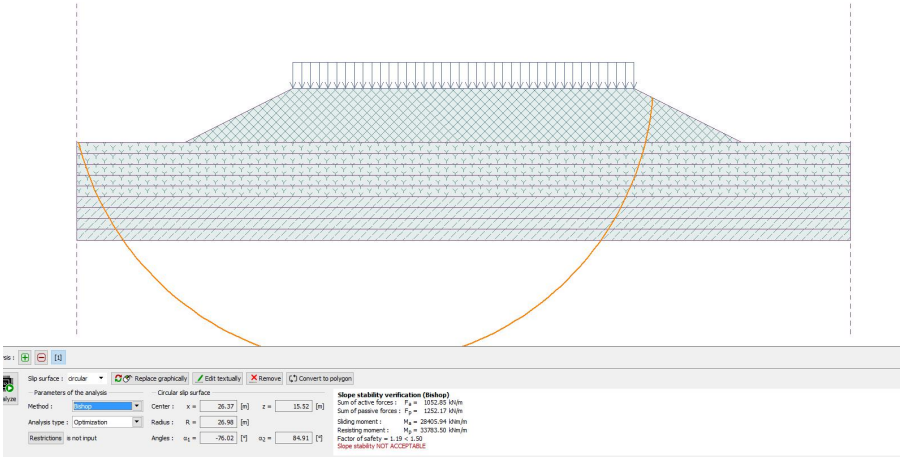 [1]
Slip surface : circular Replace graphically Edit textually Remove Convert to polygon
Parameters of the analysis
Circular slip surface
Method : Bishop
Center : x = 26.37 [m] z = 15.52 [m]
Analysis type : Optimization
Radius : R = 26.98 [m]
Restrictions is not input
Angles : α1 = -76.02 [°] α2 = 84.91 [°]
Slope stability verification (Bishop)
Sum of active forces : Fa = 1052.85 kN/m
Sum of passive forces : Fp = 1252.17 kN/m
Sliding moment : Ma = 28405.94 kNm/m
Resisting moment : Mp = 33783.50 kNm/m
Factor of safety = 1.19 < 1.50
Slope stability NOT ACCEPTABLE